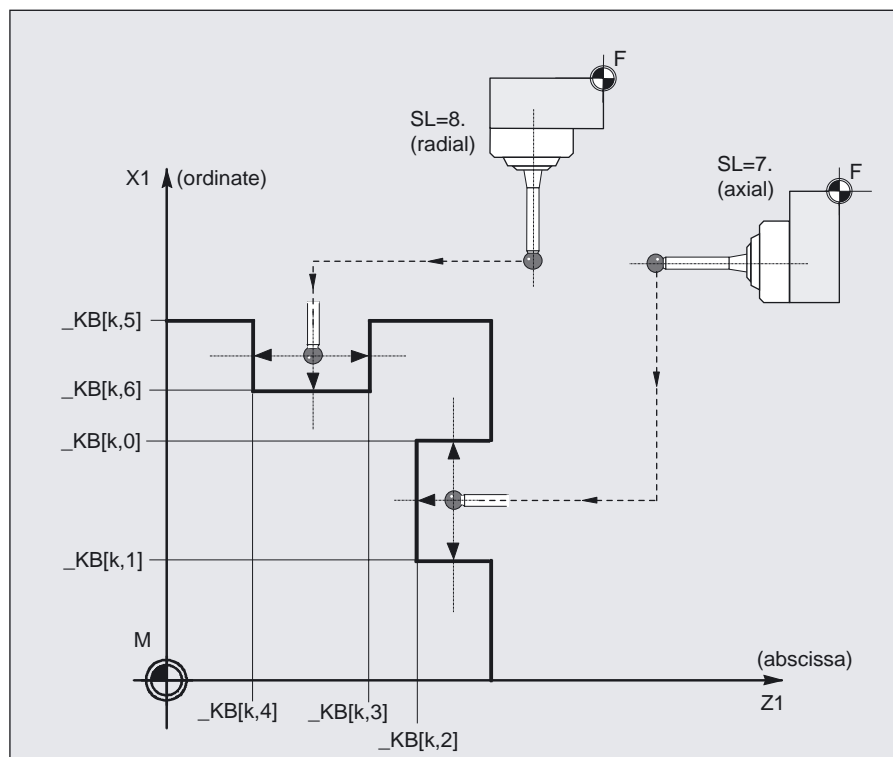 F
SL=8.
(radial)
SL=7.
(axial)
F
X1
(ordinate)
_KB[k,5]
_KB[k,6]
_KB[k,0]
_KB[k,1]
M
(abscissa)
Z1
_KB[k,4]
_KB[k,3]
_KB[k,2]